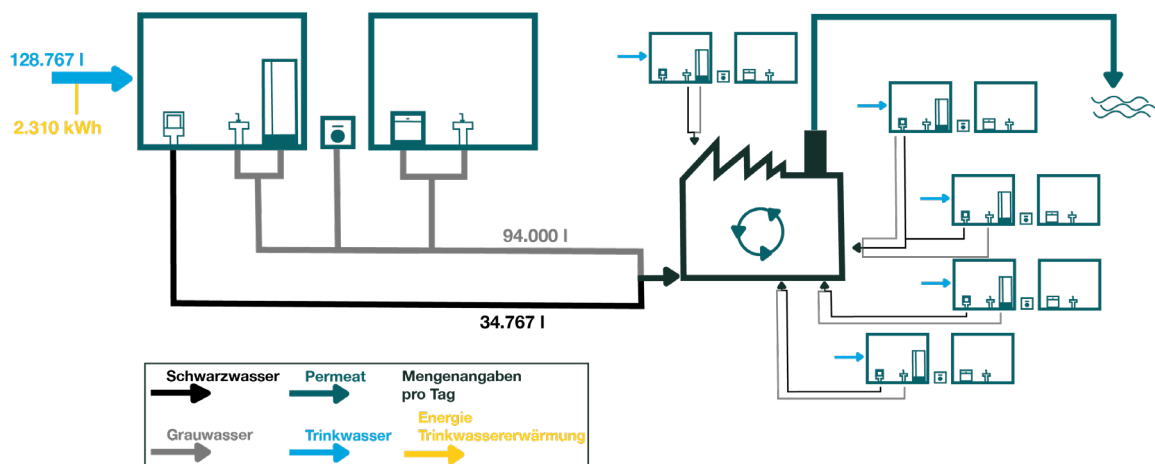 128.767 l
2.310 kWh
94.000 l
34.767 l
Schwarzwasser
Permeat
Mengenangaben
pro Tag
Grauwasser
Trinkwasser
Energie
Trinkwassererwärmung